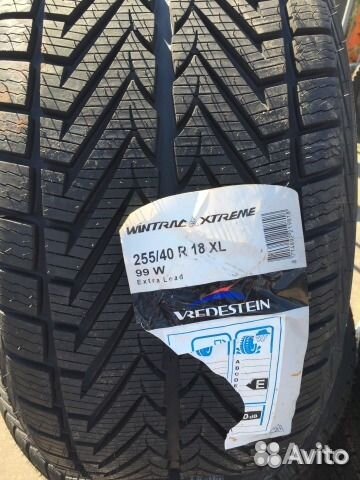 WINTRAC XTREME
255/40 R 18 XL
99 W
Extra Load
VREDESTEIN
E
Avito